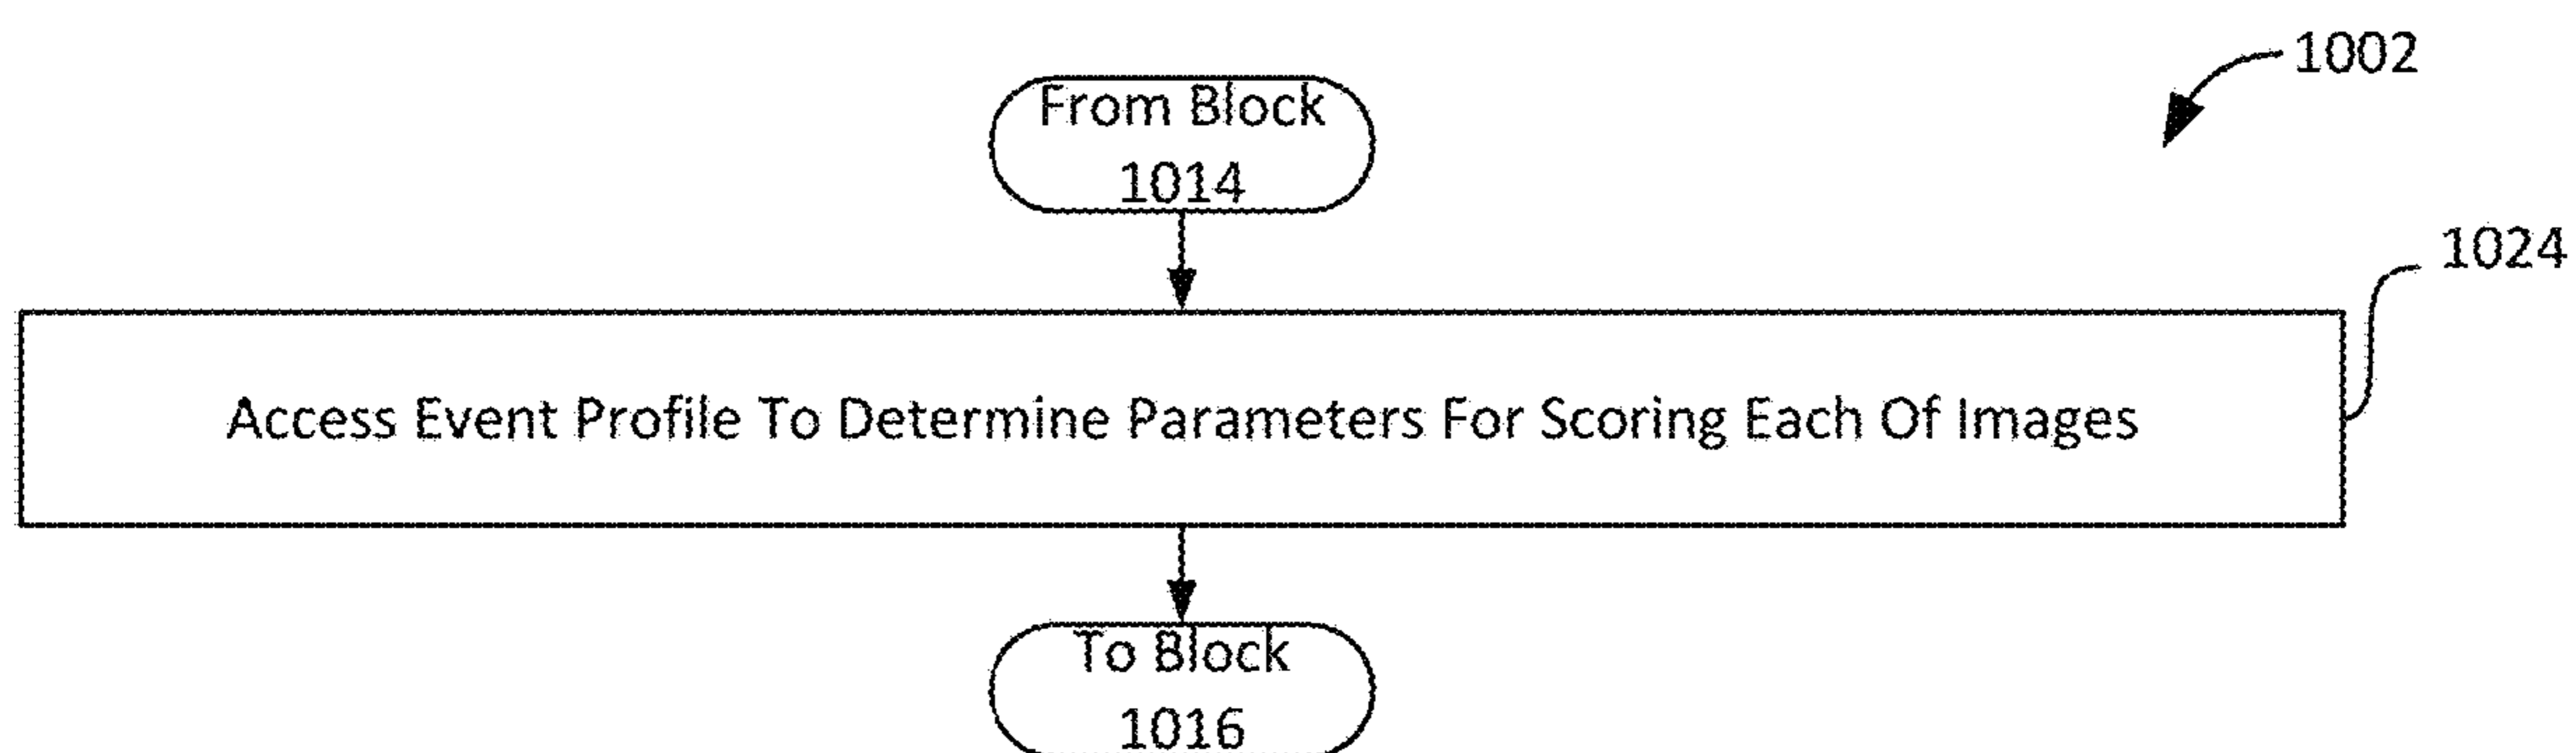 1002
From Block
1014
1024
Access Event Profile To Determine Parameters For Scoring Each Of Images
To Block
1016